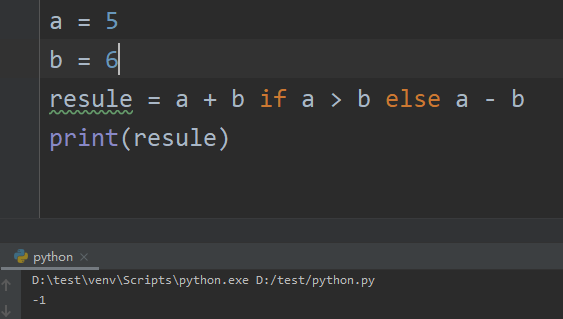 a = 5
b = 6
resule = a + b if a > b else a - b
print(resule)
python ×
D:\test\venv\Scripts\python.exe D:/test/python.py
-1